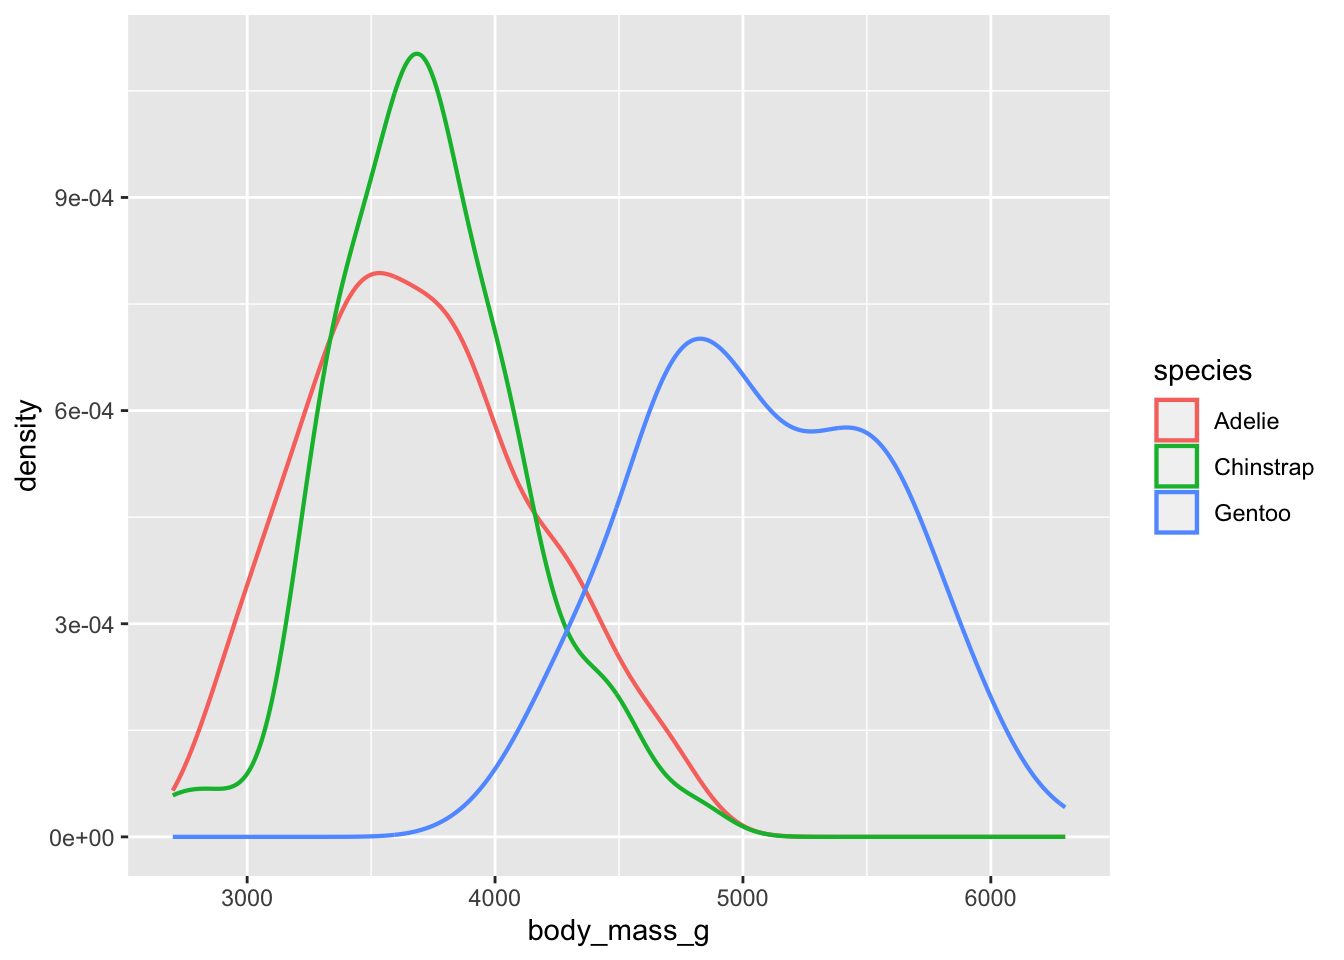 density
9e-04
6e-04
3e-04
0e+00
3000 4000 5000 6000
body_mass_g
species
Adelie
Chinstrap
Gentoo